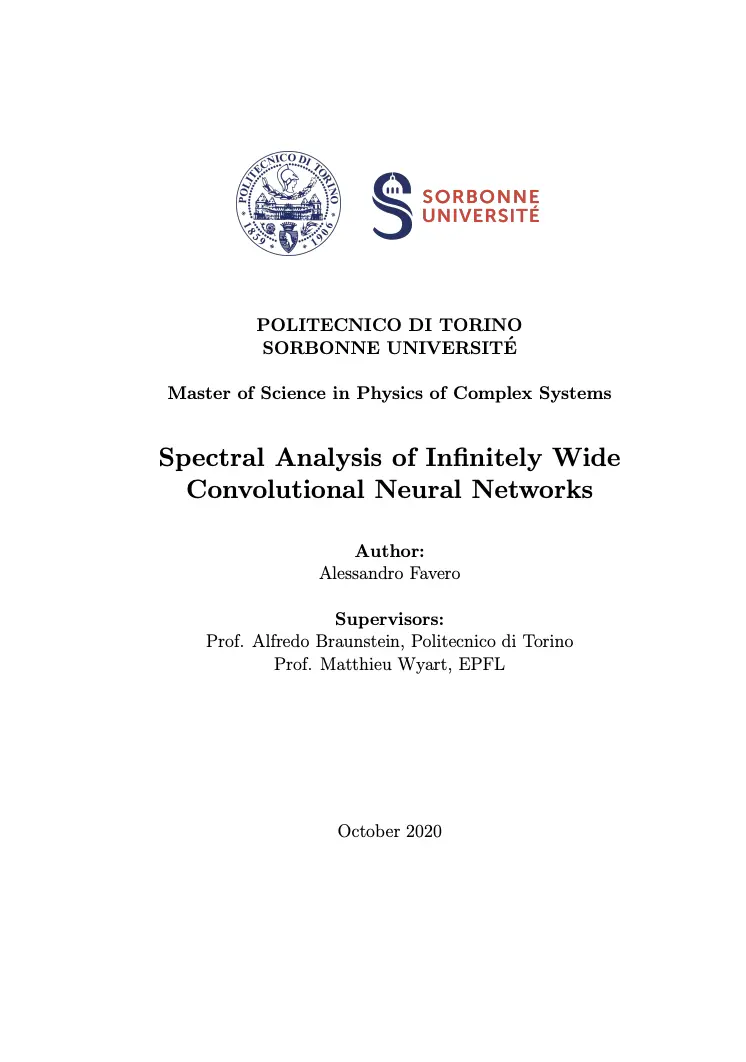 POLITECNICO DI TORINO
* 1859 * 1906 *
SORBONNE
UNIVERSITÉ
POLITECNICO DI TORINO
SORBONNE UNIVERSITÉ
Master of Science in Physics of Complex Systems
Spectral Analysis of Infinitely Wide
Convolutional Neural Networks
Author:
Alessandro Favero
Supervisors:
Prof. Alfredo Braunstein, Politecnico di Torino
Prof. Matthieu Wyart, EPFL
October 2020